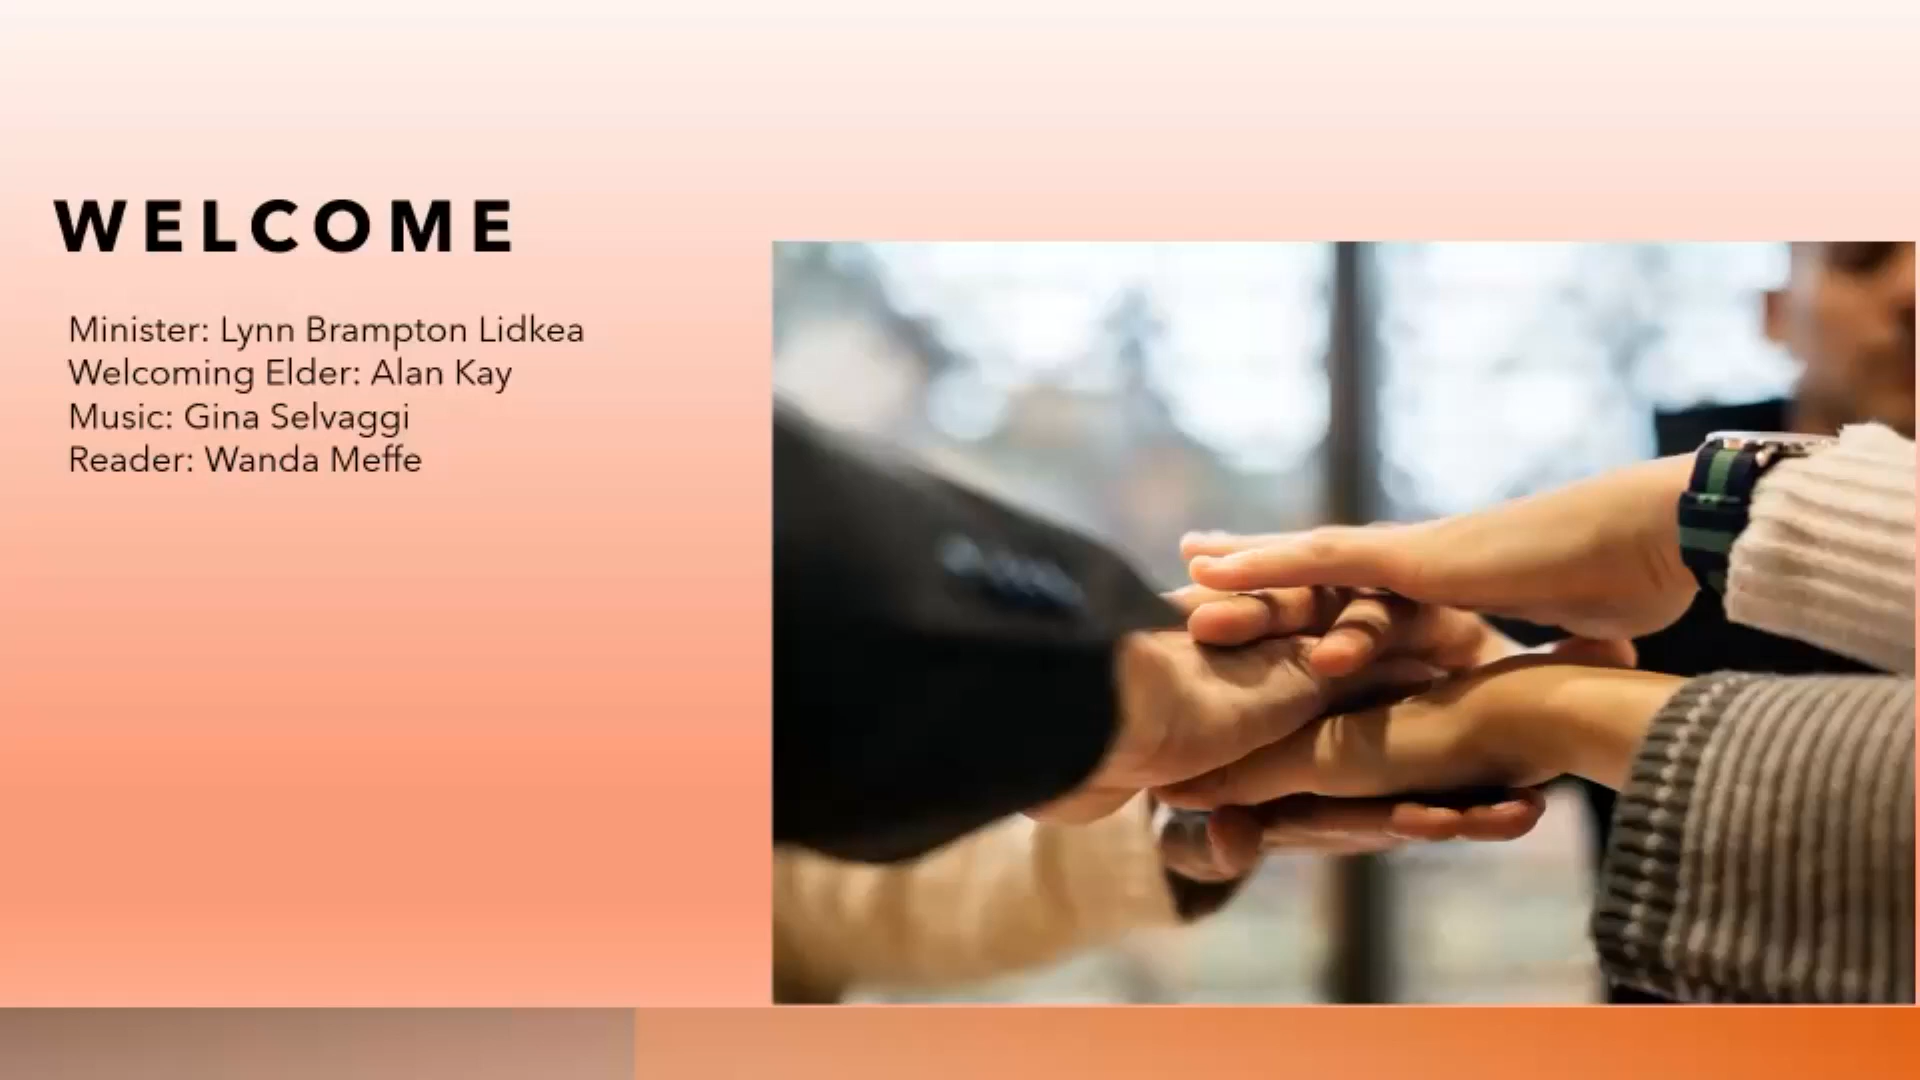 WELCOME
Minister: Lynn Brampton Lidkea
Welcoming Elder: Alan Kay
Music: Gina Selvaggi
Reader: Wanda Meffe